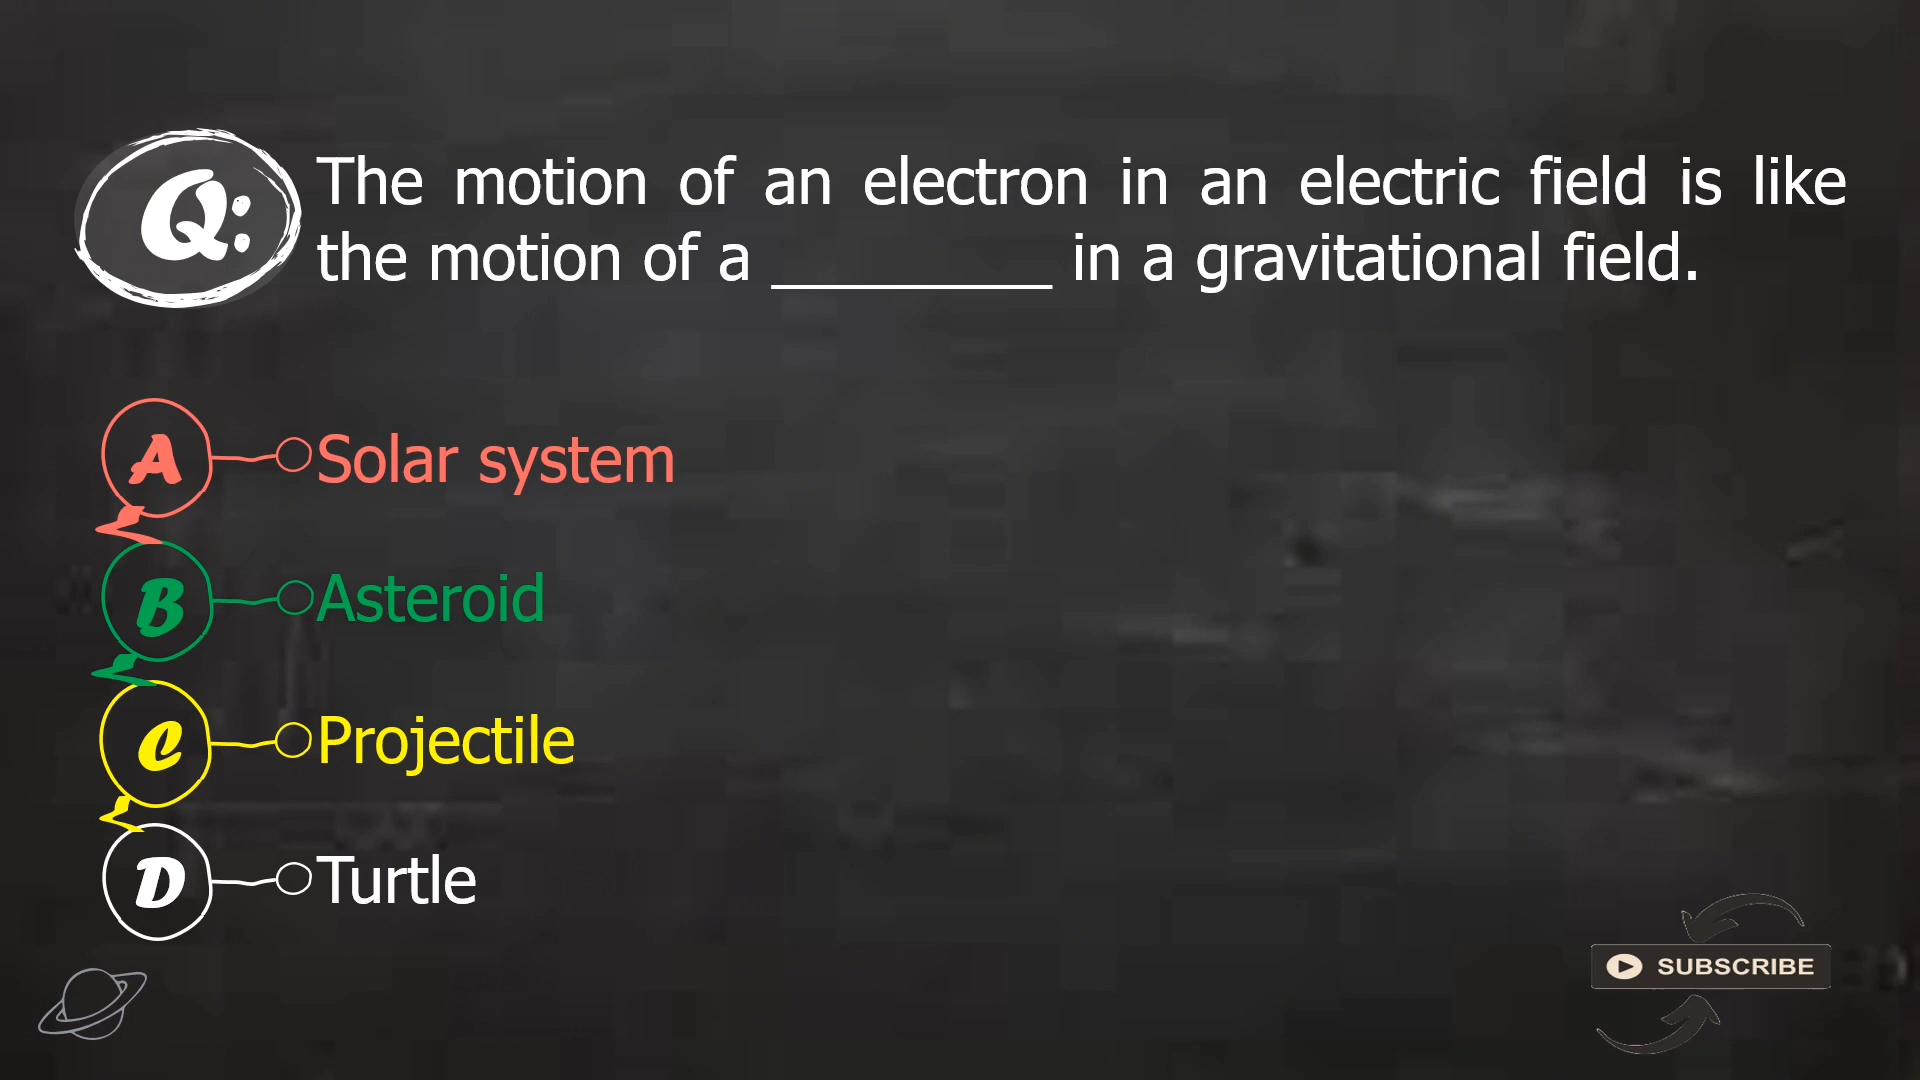 Q: The motion of an electron in an electric field is like
the motion of a __________ in a gravitational field.
A Solar system
B Asteroid
C Projectile
D Turtle
SUBSCRIBE